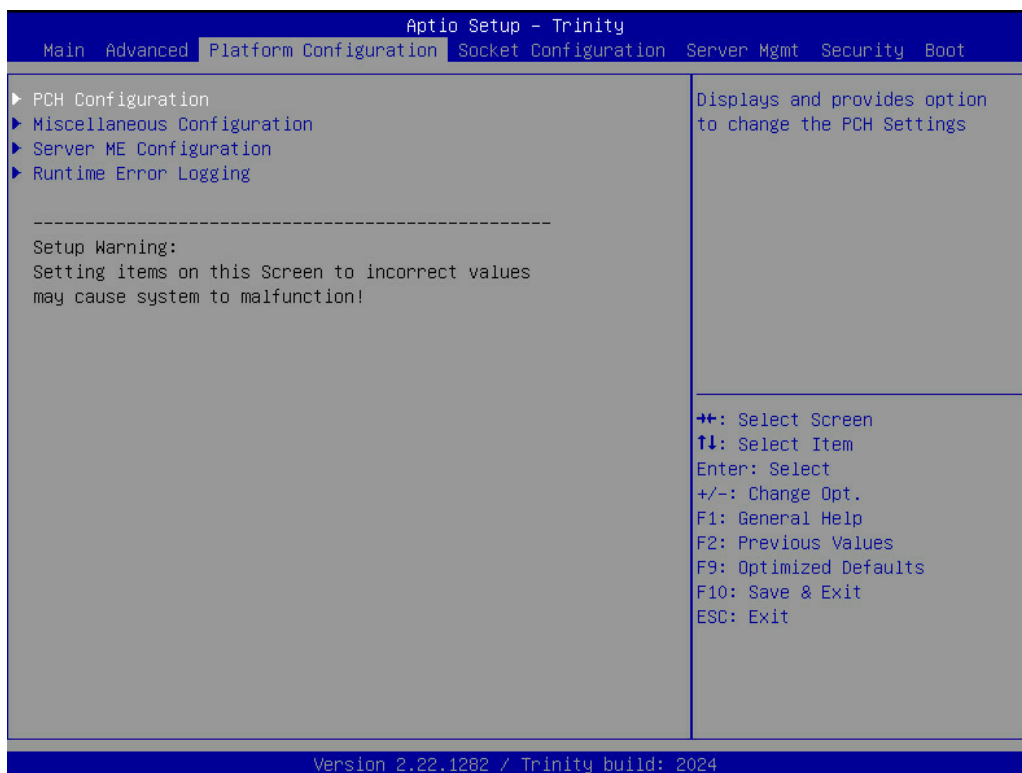 Aptio Setup – Trinity
Main Advanced Platform Configuration Socket Configuration Server Mgmt Security Boot
▶ PCH Configuration
▶ Miscellaneous Configuration
▶ Server ME Configuration
▶ Runtime Error Logging
--------------------------------------------------
Setup Warning:
Setting items on this Screen to incorrect values
may cause system to malfunction!
Displays and provides option
to change the PCH Settings
→←: Select Screen
↑↓: Select Item
Enter: Select
+/-: Change Opt.
F1: General Help
F2: Previous Values
F9: Optimized Defaults
F10: Save & Exit
ESC: Exit
Version 2.22.1282 / Trinity build: 2024